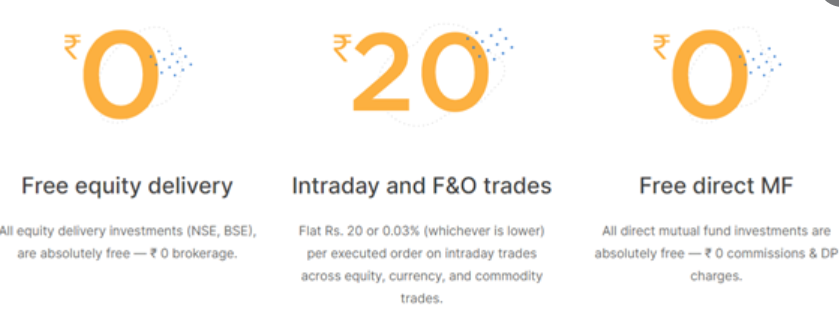 ₹0
Free equity delivery
All equity delivery investments (NSE, BSE),
are absolutely free — ₹ 0 brokerage.
₹20
Intraday and F&O trades
Flat Rs. 20 or 0.03% (whichever is lower)
per executed order on intraday trades
across equity, currency, and commodity
trades.
₹0
Free direct MF
All direct mutual fund investments are
absolutely free — ₹ 0 commissions & DP
charges.